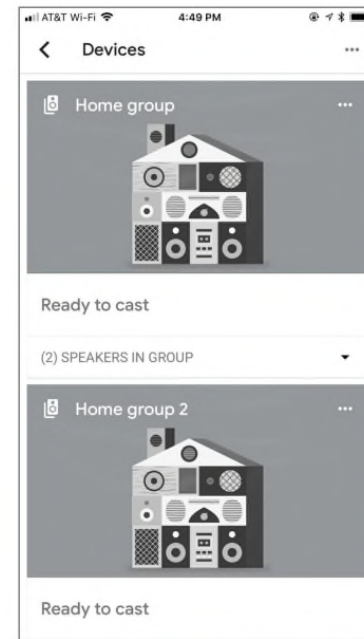 AT&T Wi-Fi 4:49 PM
Devices
Home group
Ready to cast
(2) SPEAKERS IN GROUP
Home group 2
Ready to cast